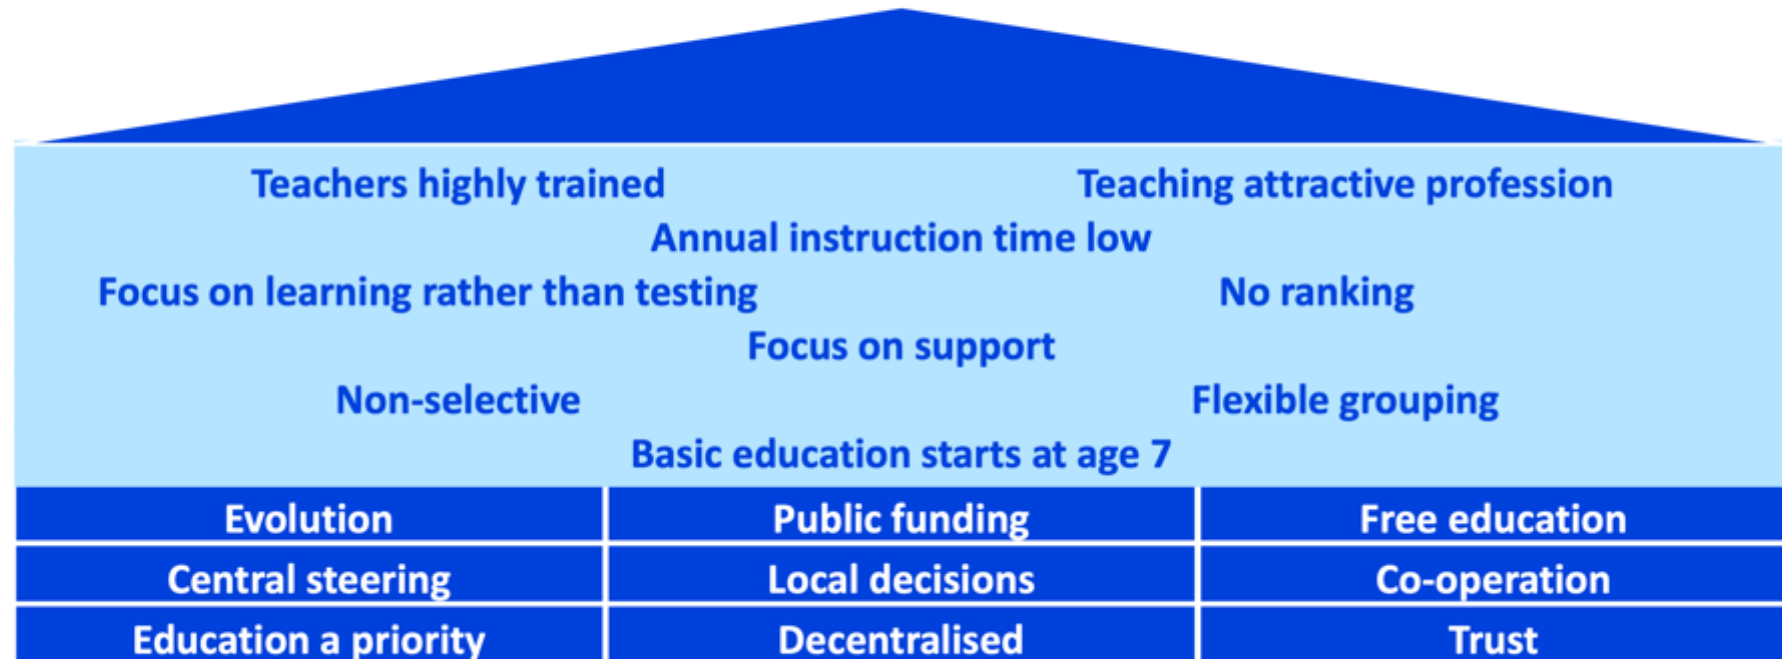 Teachers highly trained Teaching attractive profession
Annual instruction time low
Focus on learning rather than testing No ranking
Focus on support
Non-selective Flexible grouping
Basic education starts at age 7
Evolution Public funding Free education
Central steering Local decisions Co-operation
Education a priority Decentralised Trust